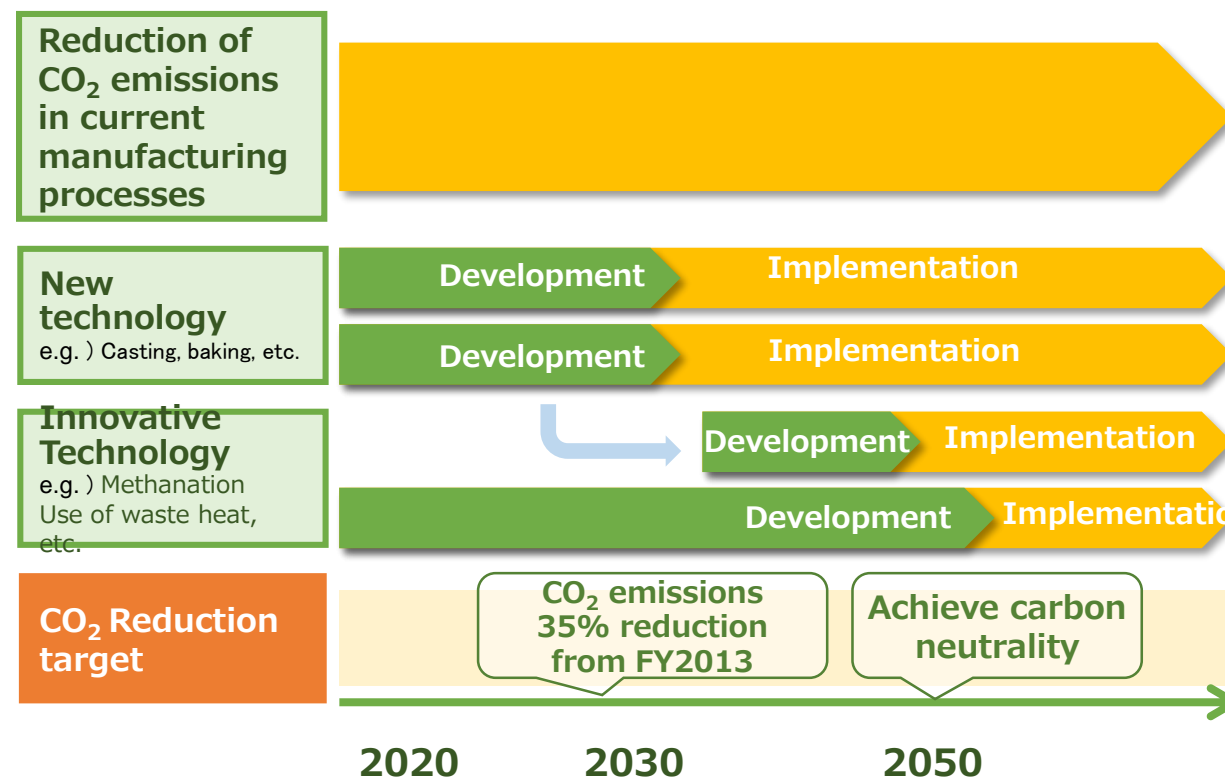 Reduction of
CO₂ emissions
in current
manufacturing
processes
New
technology
e.g. ) Casting, baking, etc.
Development
Implementation
Development
Implementation
Innovative
Technology
e.g. ) Methanation
Use of waste heat,
etc.
Development
Implementation
Development
Implementatio
CO₂ Reduction
target
CO₂ emissions
35% reduction
from FY2013
Achieve carbon
neutrality
2020
2030
2050